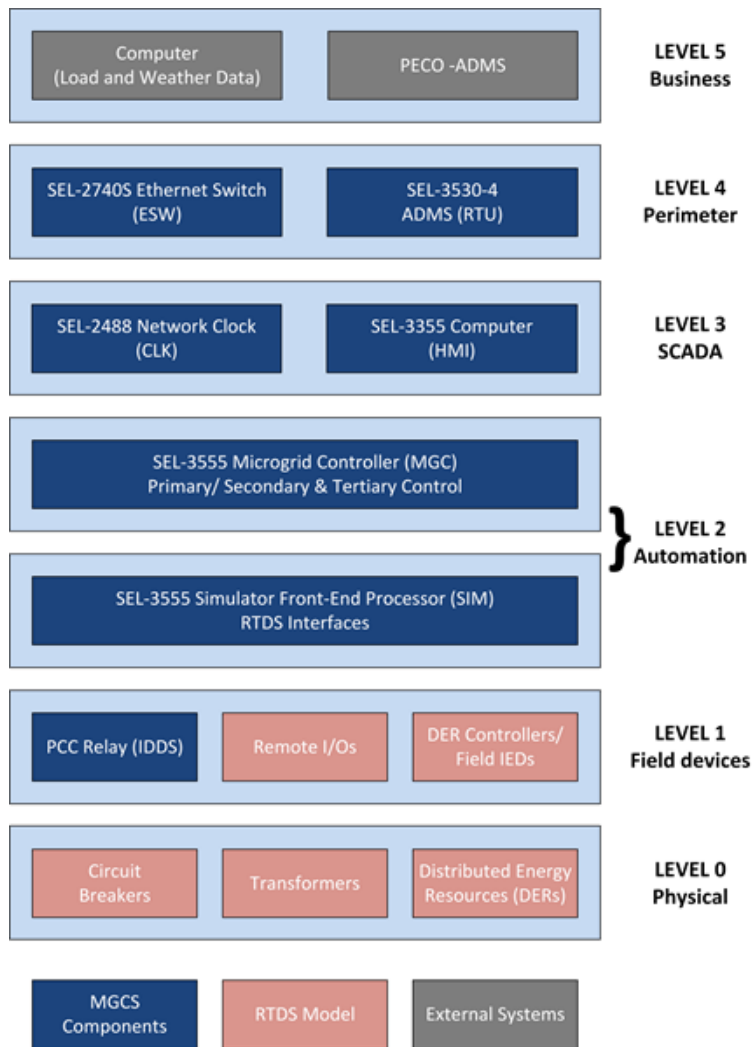 Computer
(Load and Weather Data)
PECO -ADMS
LEVEL 5
Business
SEL-2740S Ethernet Switch
(ESW)
SEL-3530-4
ADMS (RTU)
LEVEL 4
Perimeter
SEL-2488 Network Clock
(CLK)
SEL-3355 Computer
(HMI)
LEVEL 3
SCADA
SEL-3555 Microgrid Controller (MGC)
Primary/ Secondary & Tertiary Control
}
LEVEL 2
Automation
SEL-3555 Simulator Front-End Processor (SIM)
RTDS Interfaces
PCC Relay (IDDS)
Remote I/Os
DER Controllers/
Field IEDs
LEVEL 1
Field devices
Circuit
Breakers
Transformers
Distributed Energy
Resources (DERs)
LEVEL 0
Physical
MGCS
Components
RTDS Model
External Systems